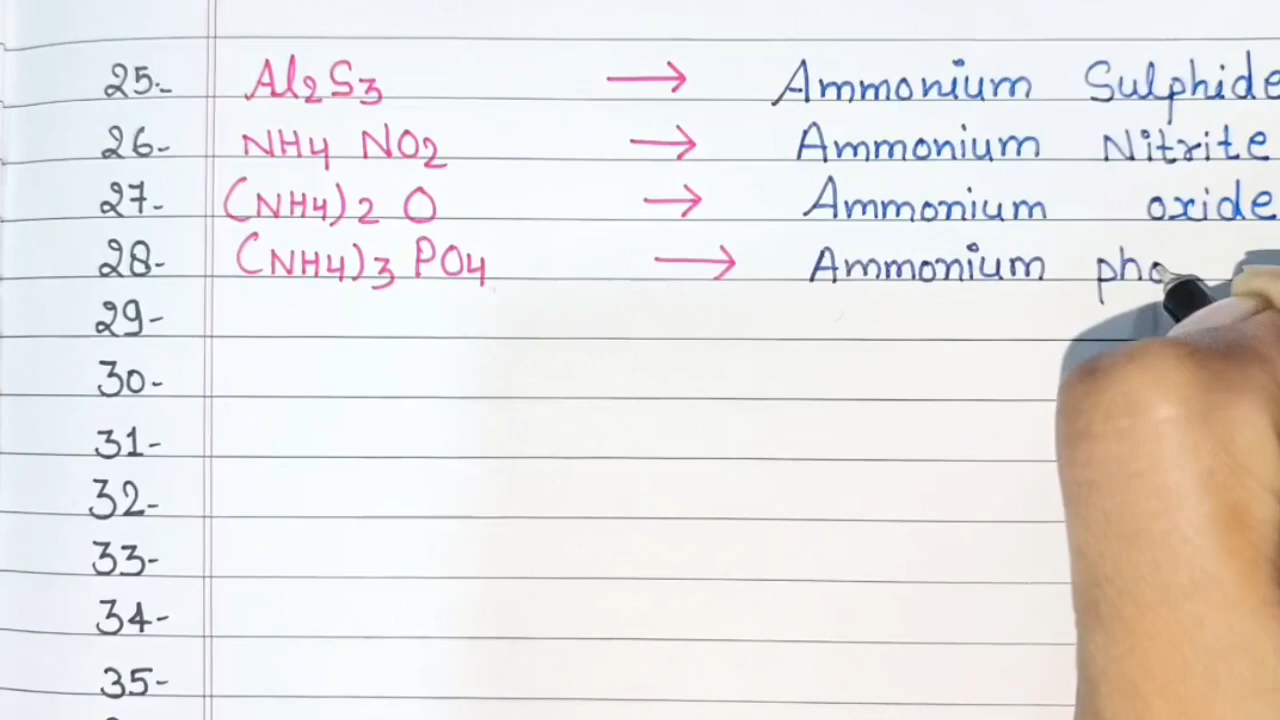 25- Al2S3 → Ammonium Sulphide
26- NH4 NO2 → Ammonium Nitrite
27- (NH4)2 O → Ammonium oxide
28- (NH4)3 PO4 → Ammonium pho
29-
30-
31-
32-
33-
34-
35-